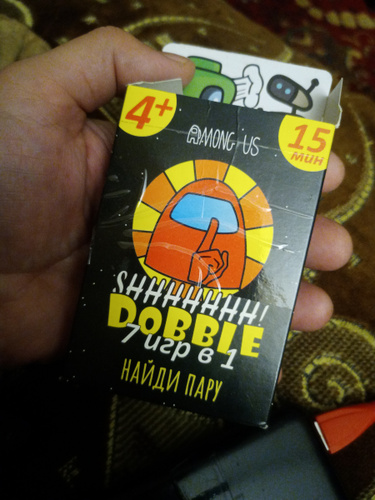 4+
AMONG US
15
МИН
SHHHHHHH!
DOBBLE
7 игр в 1
НАЙДИ ПАРУ